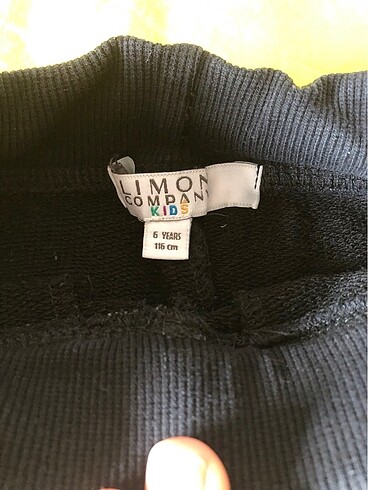 LIMON
COMPANY
KIDS
6 YEARS
116 cm